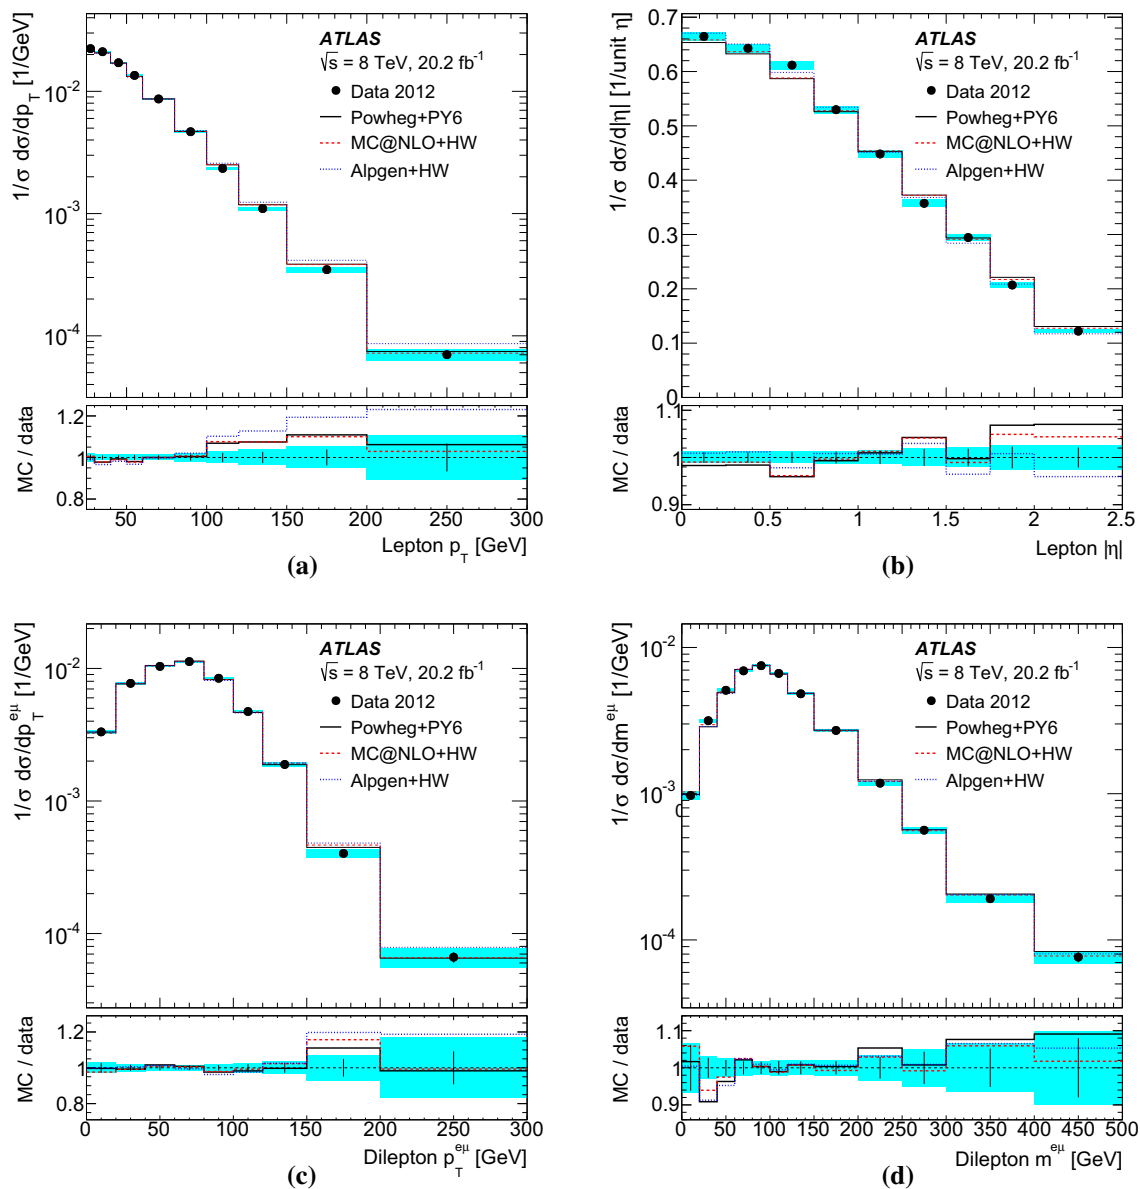 1/σ dσ/dp_T [1/GeV]
10⁻²
10⁻³
10⁻⁴
ATLAS
√s = 8 TeV, 20.2 fb⁻¹
Data 2012
Powheg+PY6
MC@NLO+HW
Alpgen+HW
MC / data
1.2
1
0.8
50 100 150 200 250 300
Lepton p_T [GeV]
(a)
1/σ dσ/d|η| [1/unit η]
0.7
0.6
0.5
0.4
0.3
0.2
0.1
0
ATLAS
√s = 8 TeV, 20.2 fb⁻¹
Data 2012
Powheg+PY6
MC@NLO+HW
Alpgen+HW
MC / data
1.1
1
0.9
0 0.5 1 1.5 2 2.5
Lepton |η|
(b)
1/σ dσ/dp_T^eμ [1/GeV]
10⁻²
10⁻³
10⁻⁴
ATLAS
√s = 8 TeV, 20.2 fb⁻¹
Data 2012
Powheg+PY6
MC@NLO+HW
Alpgen+HW
MC / data
1.2
1
0.8
0 50 100 150 200 250 300
Dilepton p_T^eμ [GeV]
(c)
1/σ dσ/dm^eμ [1/GeV]
10⁻²
10⁻³
0
10⁻⁴
ATLAS
√s = 8 TeV, 20.2 fb⁻¹
Data 2012
Powheg+PY6
MC@NLO+HW
Alpgen+HW
MC / data
1.1
1
0.9
0 50 100 150 200 250 300 350 400 450 500
Dilepton m^eμ [GeV]
(d)